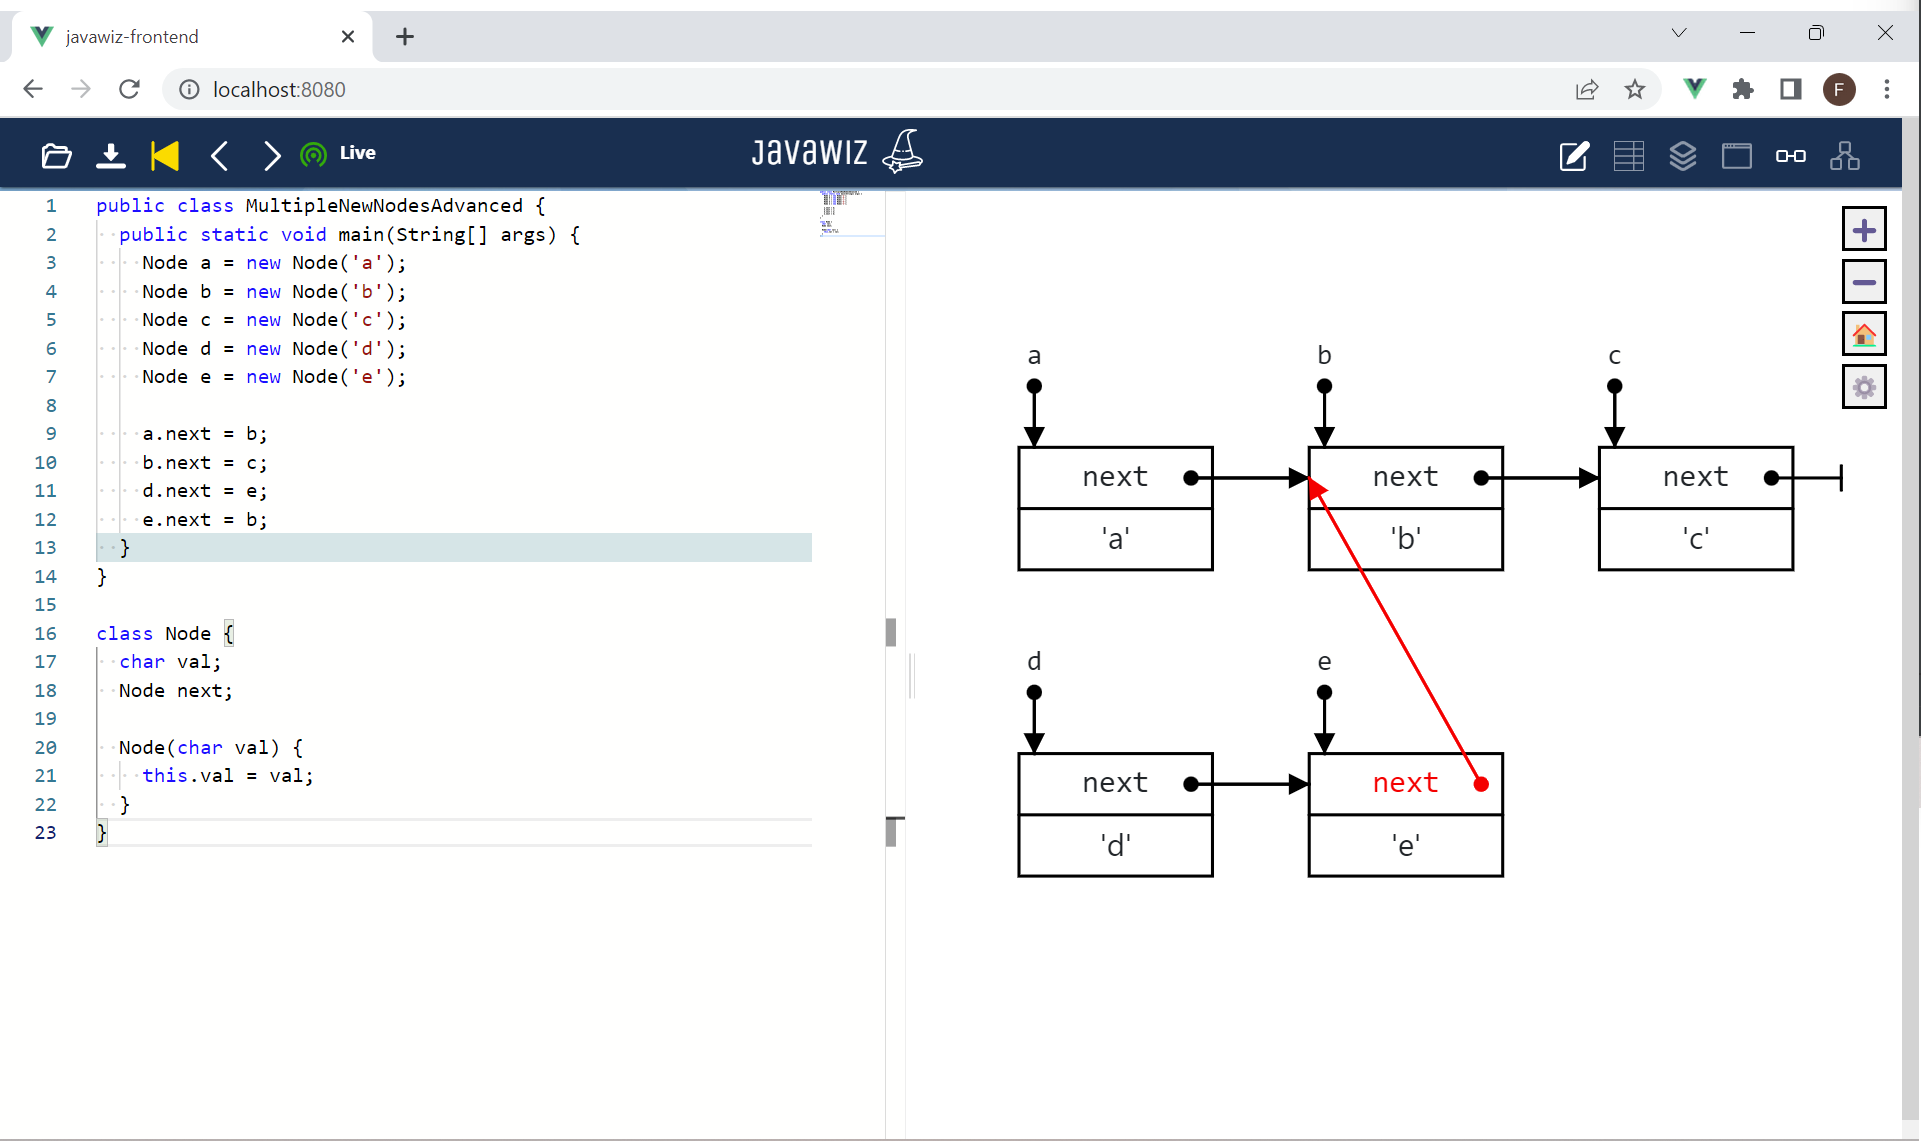 javawiz-frontend
localhost:8080
F
Live
JavaWiz
1 public class MultipleNewNodesAdvanced {
2 public static void main(String[] args) {
3 Node a = new Node('a');
4 Node b = new Node('b');
5 Node c = new Node('c');
6 Node d = new Node('d');
7 Node e = new Node('e');
8
9 a.next = b;
10 b.next = c;
11 d.next = e;
12 e.next = b;
13 }
14 }
15
16 class Node {
17 char val;
18 Node next;
19
20 Node(char val) {
21 this.val = val;
22 }
23 }
a b c
next next next
'a' 'b' 'c'
d e
next next
'd' 'e'